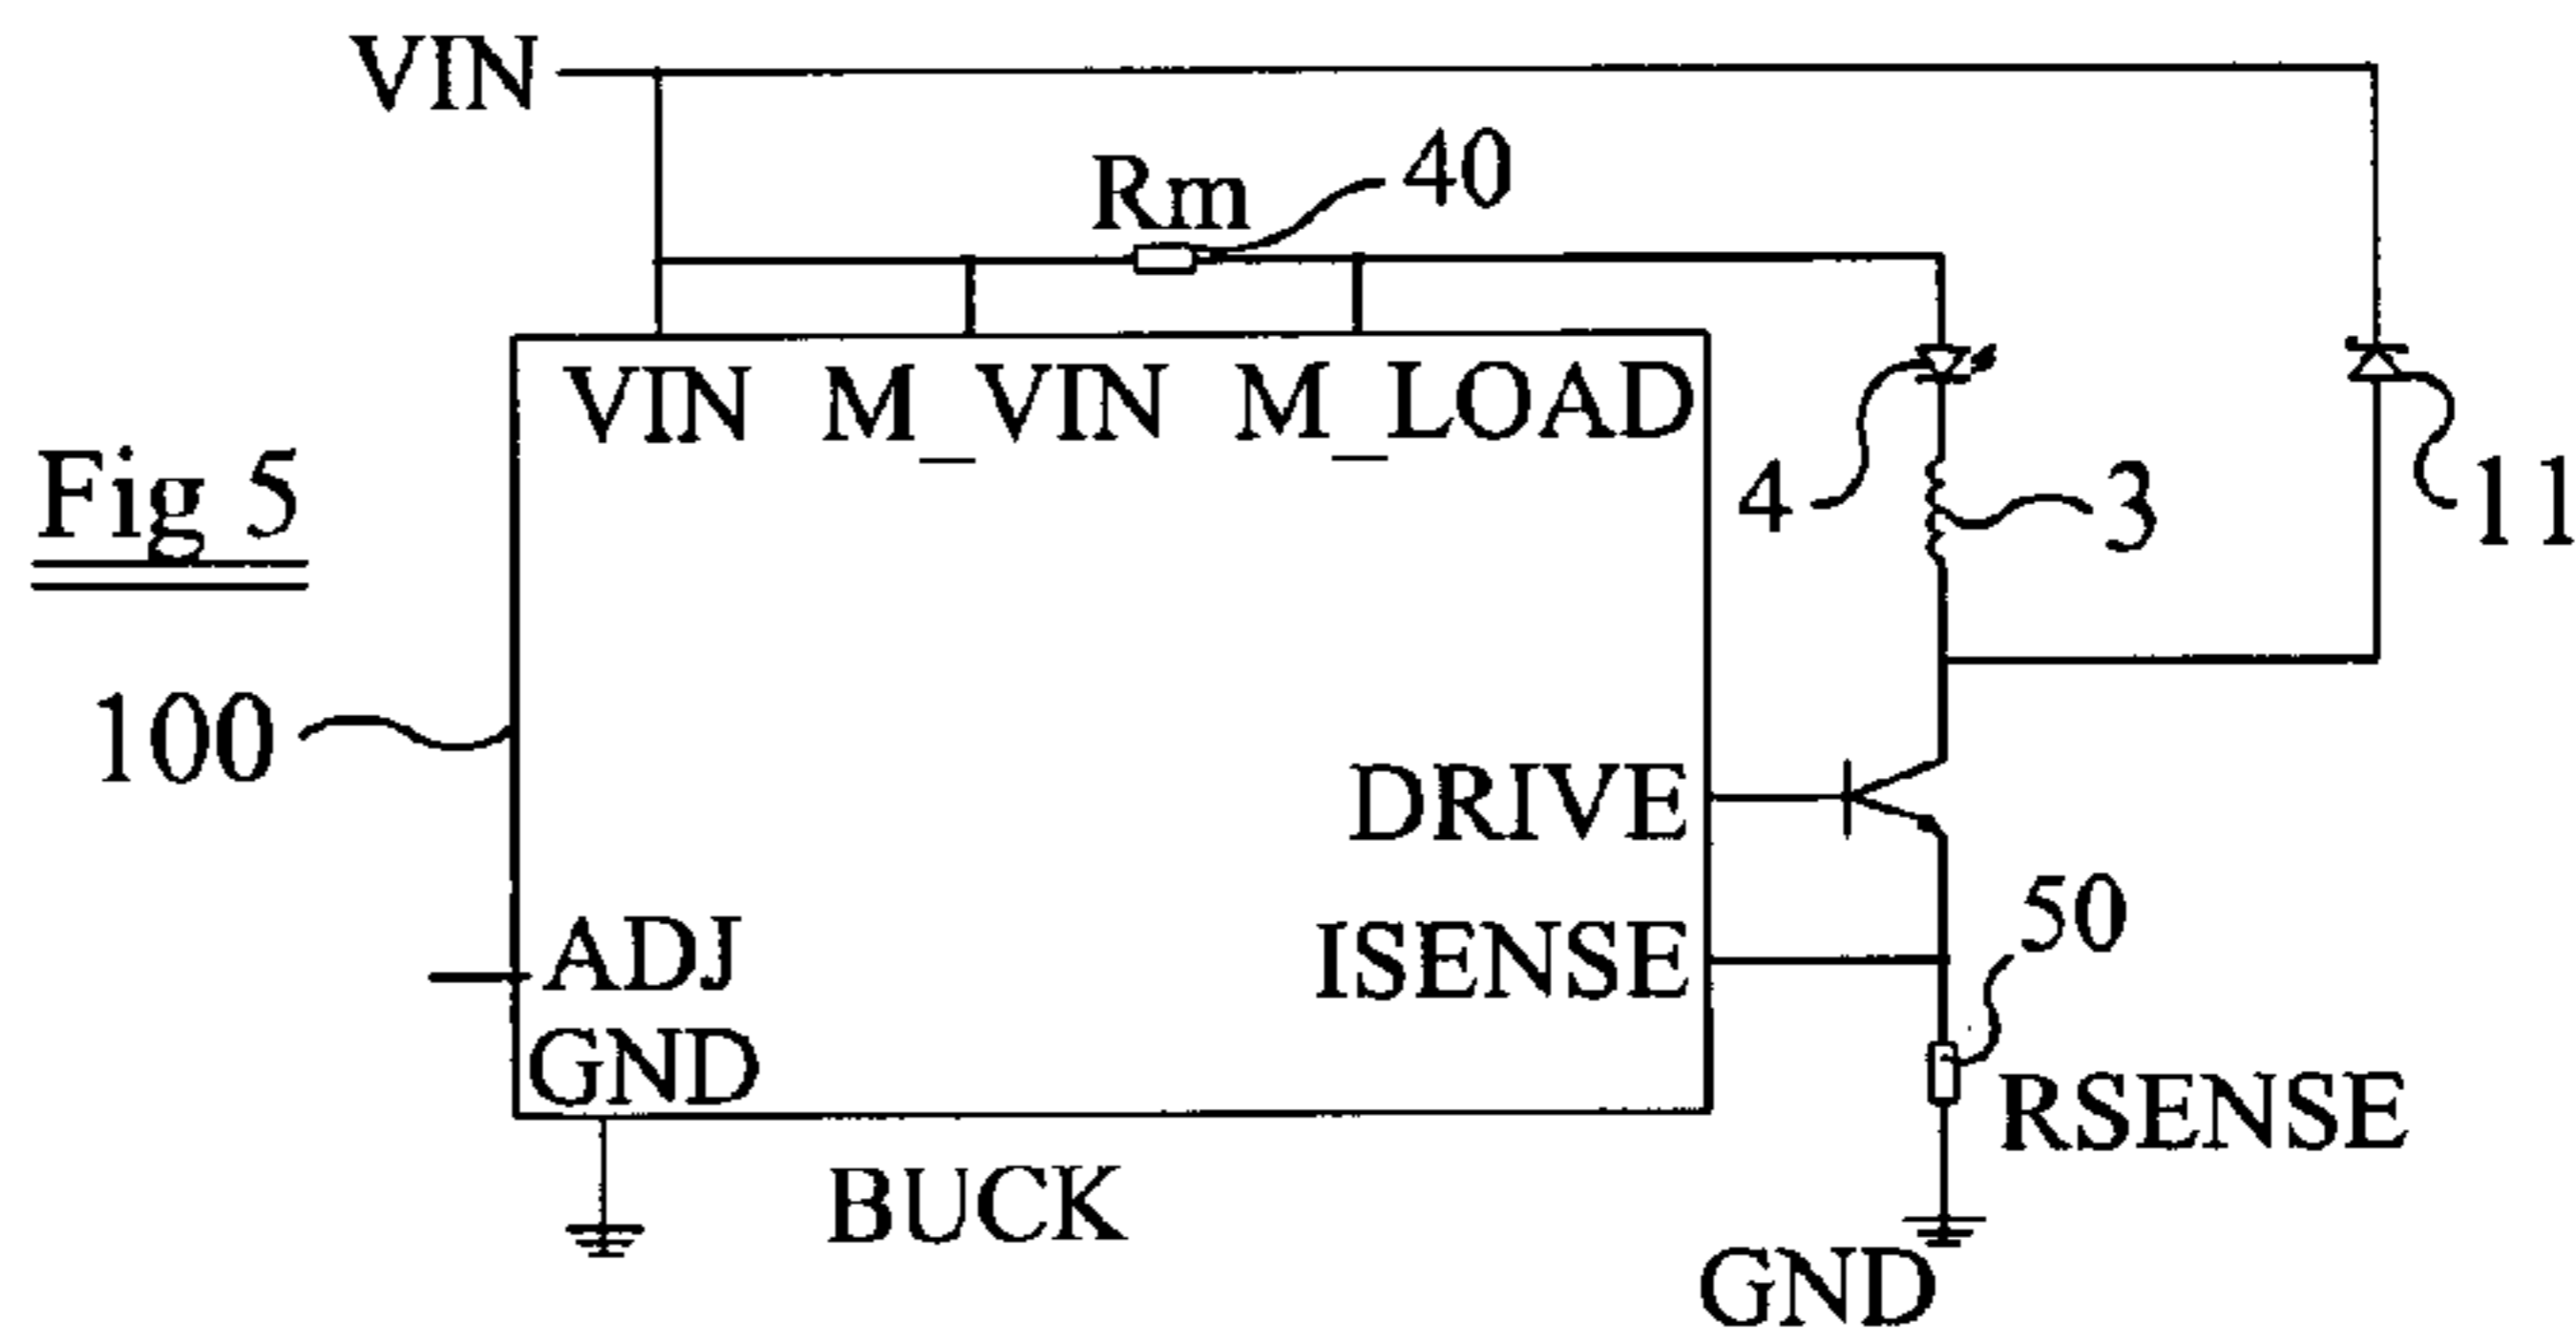 VIN
Rm
40
VIN M_VIN M_LOAD
Fig 5
4
3
11
100
DRIVE
ISENSE
50
ADJ
GND
RSENSE
BUCK
GND